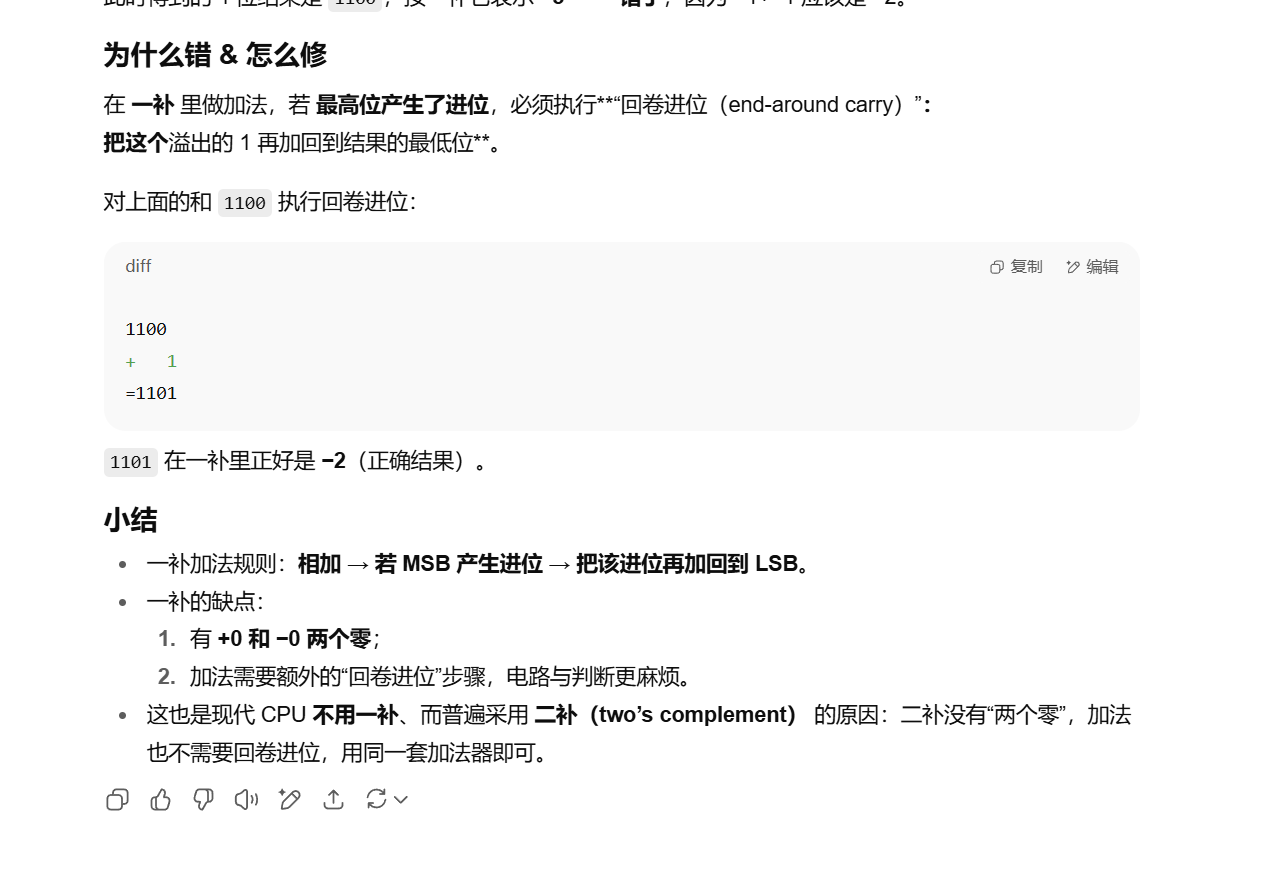 为什么错 & 怎么修
在 一补 里做加法，若 最高位产生了进位，必须执行**“回卷进位（end-around carry）”：
把这个溢出的 1 再加回到结果的最低位**。
对上面的和 1100 执行回卷进位：
diff
复制
编辑
1100
+   1
=1101
1101 在一补里正好是 −2（正确结果）。
小结
一补加法规则：相加 → 若 MSB 产生进位 → 把该进位再加回到 LSB。
一补的缺点：
1. 有 +0 和 −0 两个零；
2. 加法需要额外的“回卷进位”步骤，电路与判断更麻烦。
这也是现代 CPU 不用一补、而普遍采用 二补（two’s complement） 的原因：二补没有“两个零”，加法
也不需要回卷进位，用同一套加法器即可。